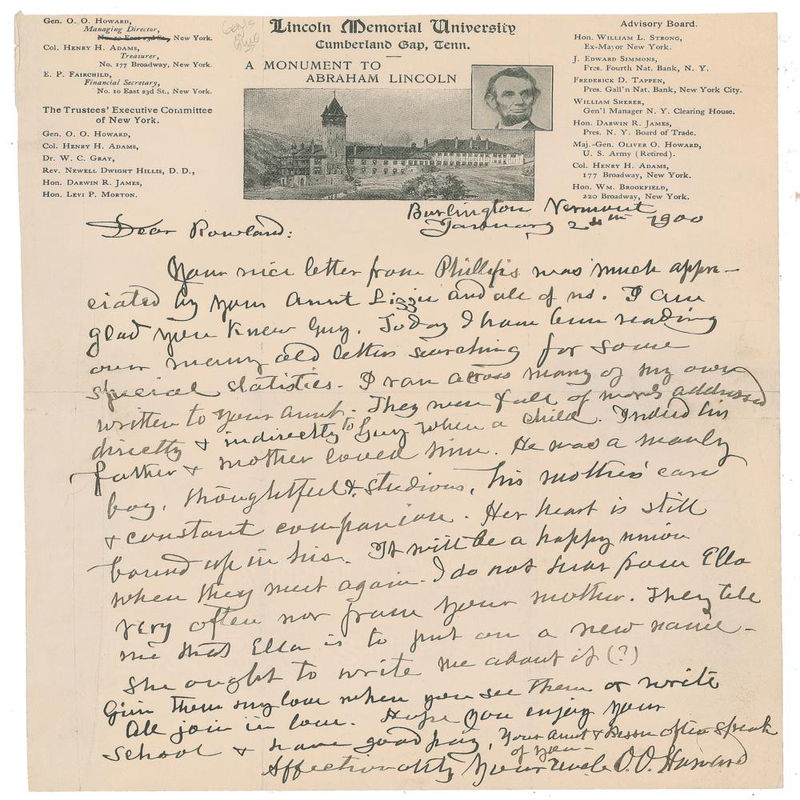 Gen. O. O. Howard,
Managing Director,
No. 10 East 23d St., New York.
Col. Henry H. Adams,
Treasurer,
No. 177 Broadway, New York.
E. P. Fairchild,
Financial Secretary,
No. 10 East 23d St., New York.
The Trustees' Executive Committee
of New York.
Gen. O. O. Howard,
Col. Henry H. Adams,
Dr. W. C. Gray,
Rev. Newell Dwight Hillis, D. D.,
Hon. Darwin R. James,
Hon. Levi P. Morton.
Lincoln Memorial University
Cumberland Gap, Tenn.
A MONUMENT TO
ABRAHAM LINCOLN
Advisory Board.
Hon. William L. Strong,
Ex-Mayor New York.
J. Edward Simmons,
Pres. Fourth Nat. Bank, N. Y.
Frederick D. Tappen,
Pres. Gall'n Nat. Bank, New York City.
William Sherer,
Gen'l Manager N. Y. Clearing House.
Hon. Darwin R. James,
Pres. N. Y. Board of Trade.
Maj.-Gen. Oliver O. Howard,
U. S. Army (Retired).
Col. Henry H. Adams,
177 Broadway, New York.
Hon. Wm. Brookfield,
220 Broadway, New York.
Burlington Vermont
January 1900
Dear Rowland:
Your nice letter from Phillips was much appre-
ciated by your Aunt Lizzie and all of us. I am
glad you knew Guy. Today I have been reading
over many old letters searching for some
special statistics. I ran across many of my own
written to your aunt. They were full of words addressed
directly & indirectly to Guy when a child. Indeed his
father & mother loved him. He was a manly
boy, thoughtful & studious, his mother's care
& constant companion. Her heart is still
bound up in his. It will be a happy union
when they meet again. I do not hear from Ella
very often nor from your mother. They tell
me that Ella is to put on a new name -
She ought to write me about it (?)
Give them my love when you see them or write
All join in love. Hope you enjoy your
school & have good pay, Your Aunt & Bessie often speak
of you -
Affectionately Your uncle O. O. Howard